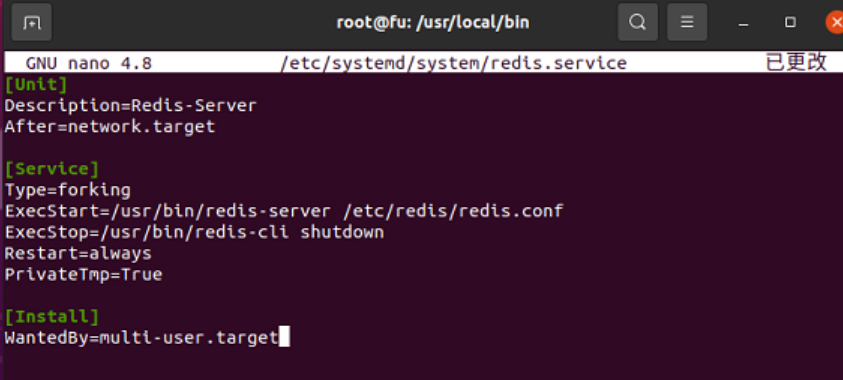 root@fu: /usr/local/bin
GNU nano 4.8 /etc/systemd/system/redis.service 已更改
[Unit]
Description=Redis-Server
After=network.target
[Service]
Type=forking
ExecStart=/usr/bin/redis-server /etc/redis/redis.conf
ExecStop=/usr/bin/redis-cli shutdown
Restart=always
PrivateTmp=True
[Install]
WantedBy=multi-user.target